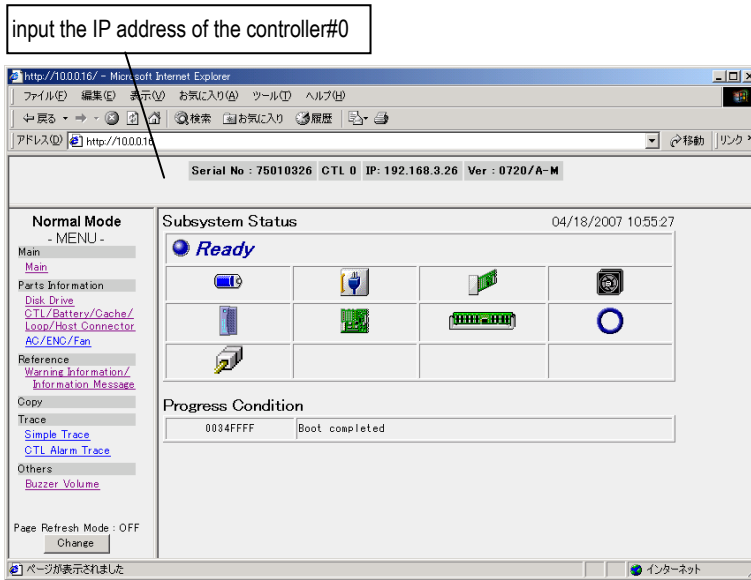 input the IP address of the controller#0
http://10.0.0.16/ - Microsoft Internet Explorer
ファイル(F) 編集(E) 表示(V) お気に入り(A) ツール(T) ヘルプ(H)
戻る 検索 お気に入り 履歴
アドレス(D) http://10.0.0.16 移動 リンク »
Serial No : 75010326 CTL 0 IP: 192.168.3.26 Ver : 0720/A-M
Normal Mode
- MENU -
Main
Main
Parts Information
Disk Drive
CTL/Battery/Cache/
Loop/Host Connector
AC/ENC/Fan
Reference
Warning Information/
Information Message
Copy
Trace
Simple Trace
CTL Alarm Trace
Others
Buzzer Volume
Page Refresh Mode : OFF
Change
Subsystem Status 04/18/2007 10:55:27
Ready
Progress Condition
0034FFFF Boot completed
ページが表示されました インターネット